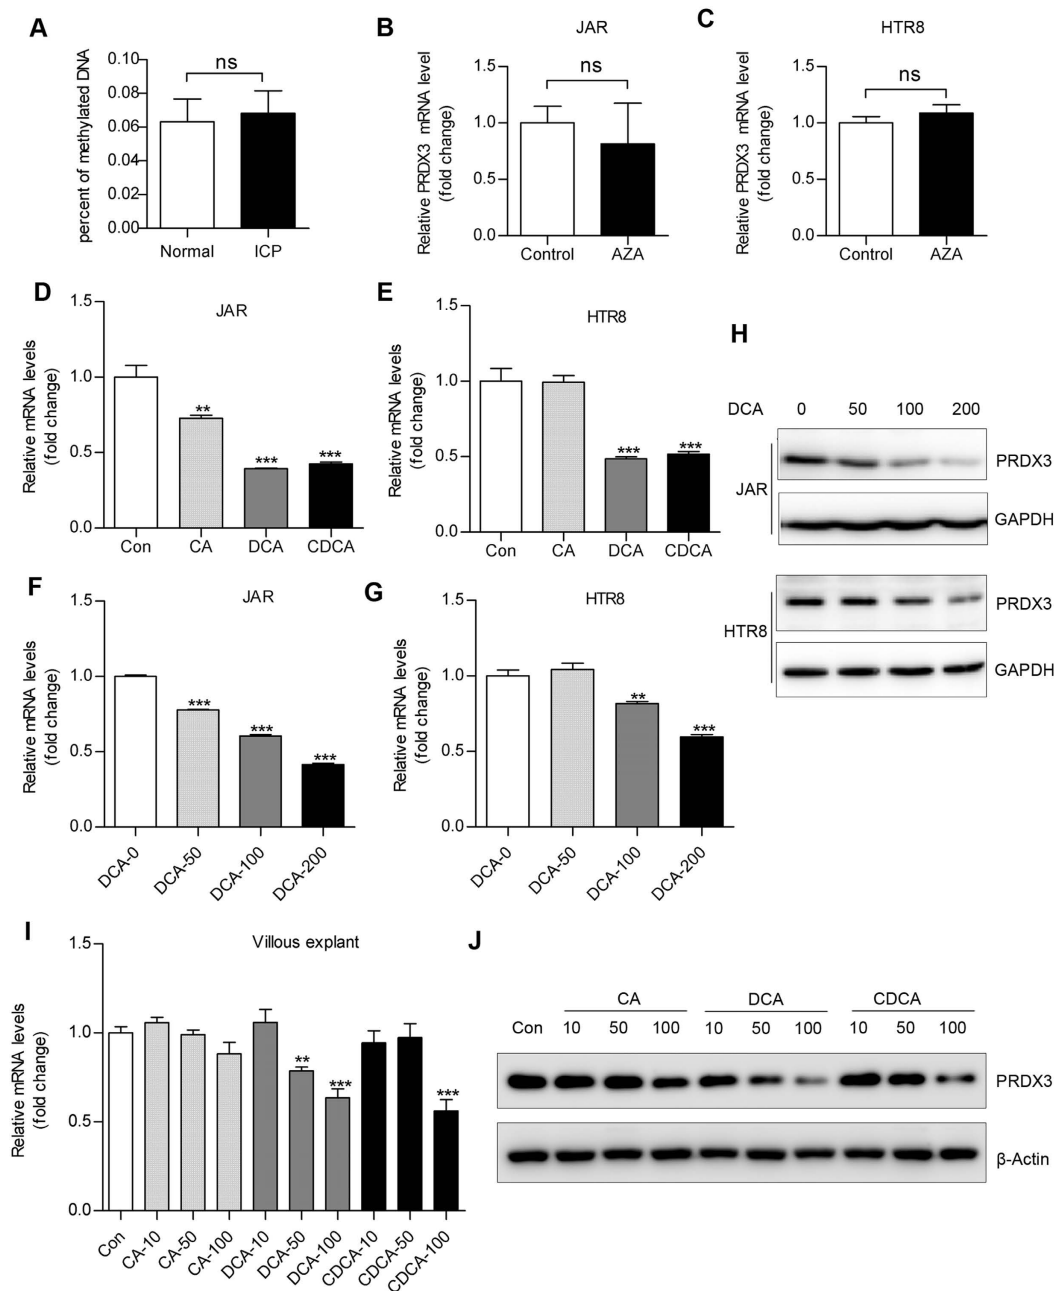 A
percent of methylated DNA
0.10
0.08
0.06
0.04
0.02
0.00
ns
Normal ICP
B
JAR
Relative PRDX3 mRNA level
(fold change)
1.5
1.0
0.5
0.0
ns
Control AZA
C
HTR8
Relative PRDX3 mRNA level
(fold change)
1.5
1.0
0.5
0.0
ns
Control AZA
D
JAR
Relative mRNA levels
(fold change)
1.5
1.0
0.5
0.0
** *** ***
Con CA DCA CDCA
E
HTR8
Relative mRNA levels
(fold change)
1.5
1.0
0.5
0.0
*** ***
Con CA DCA CDCA
F
JAR
Relative mRNA levels
(fold change)
1.5
1.0
0.5
0.0
*** *** ***
DCA-0 DCA-50 DCA-100 DCA-200
G
HTR8
Relative mRNA levels
(fold change)
1.5
1.0
0.5
0.0
** ***
DCA-0 DCA-50 DCA-100 DCA-200
H
DCA 0 50 100 200
JAR
PRDX3
GAPDH
HTR8
PRDX3
GAPDH
I
Villous explant
Relative mRNA levels
(fold change)
1.5
1.0
0.5
0.0
** *** ***
Con CA-10 CA-50 CA-100 DCA-10 DCA-50 DCA-100 CDCA-10 CDCA-50 CDCA-100
J
CA DCA CDCA
Con 10 50 100 10 50 100 10 50 100
PRDX3
β-Actin